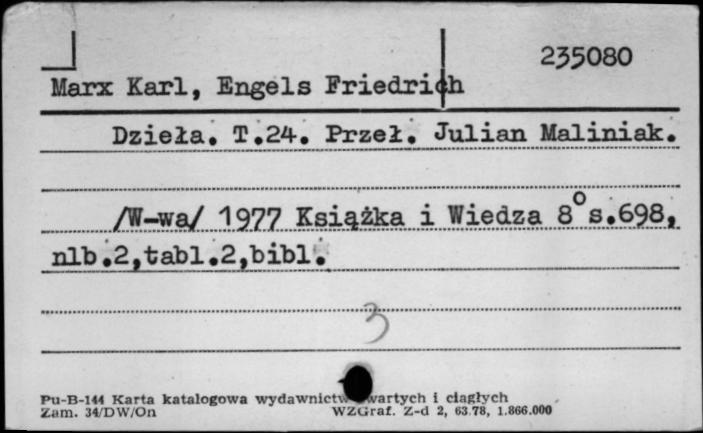 235080
Marx Karl, Engels Friedrich
Dzieła. T.24. Przeł. Julian Maliniak.
/W-wa/ 1977 Książka i Wiedza 8° s.698,
nlb.2,tabl.2,bibl.
3
Pu-B-144 Karta katalogowa wydawnictw zwartych i ciągłych
Zam. 34/DW/On WZGraf. Z-d 2, 63.78, 1.866.000